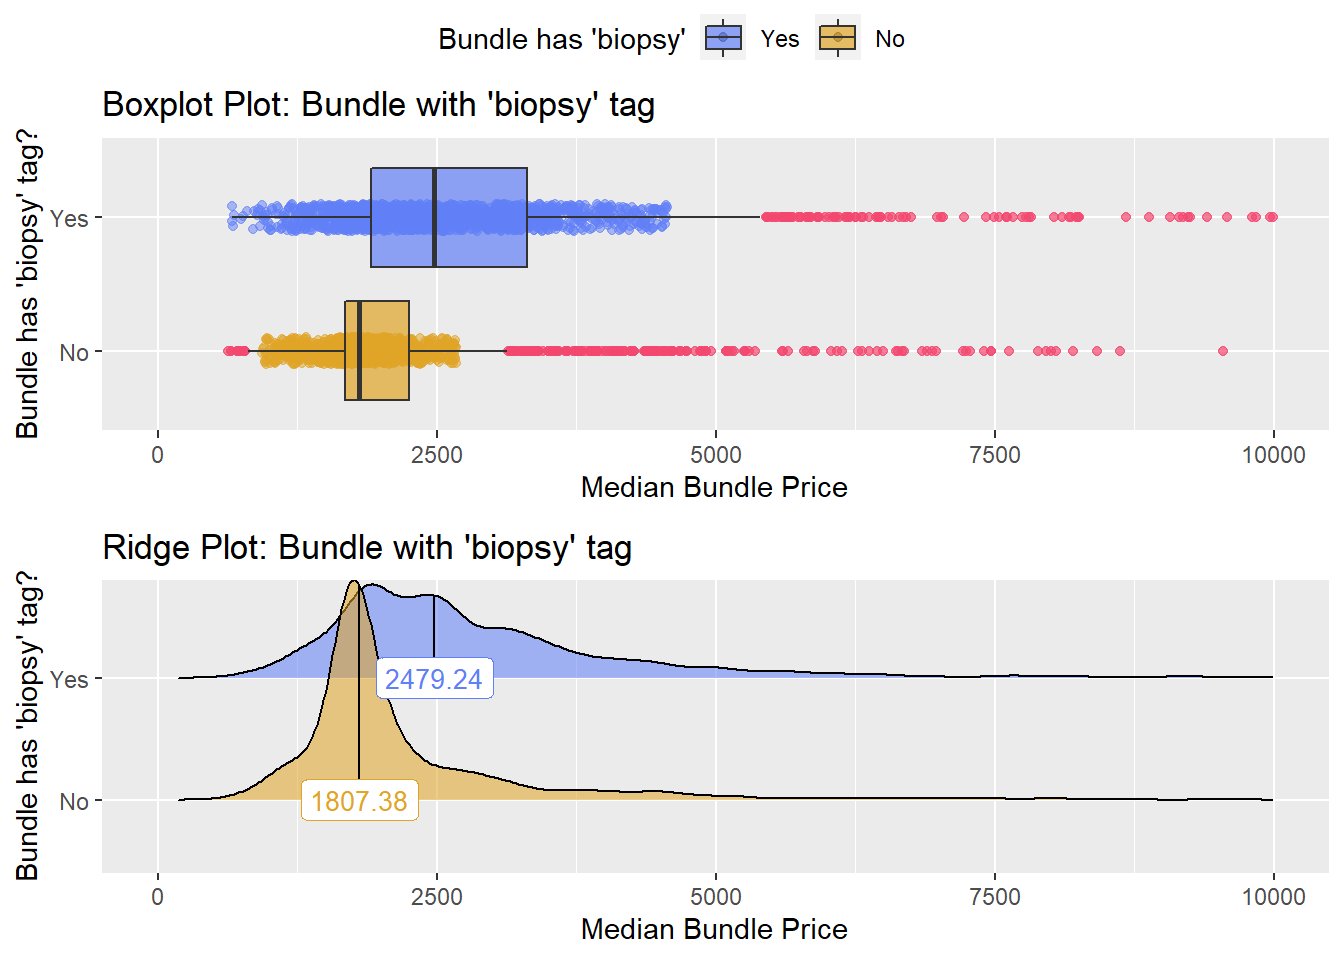 Bundle has 'biopsy' Yes No
Boxplot Plot: Bundle with 'biopsy' tag
Bundle has 'biopsy' tag?
Yes
No
0 2500 5000 7500 10000
Median Bundle Price
Ridge Plot: Bundle with 'biopsy' tag
Bundle has 'biopsy' tag?
Yes
2479.24
No
1807.38
0 2500 5000 7500 10000
Median Bundle Price